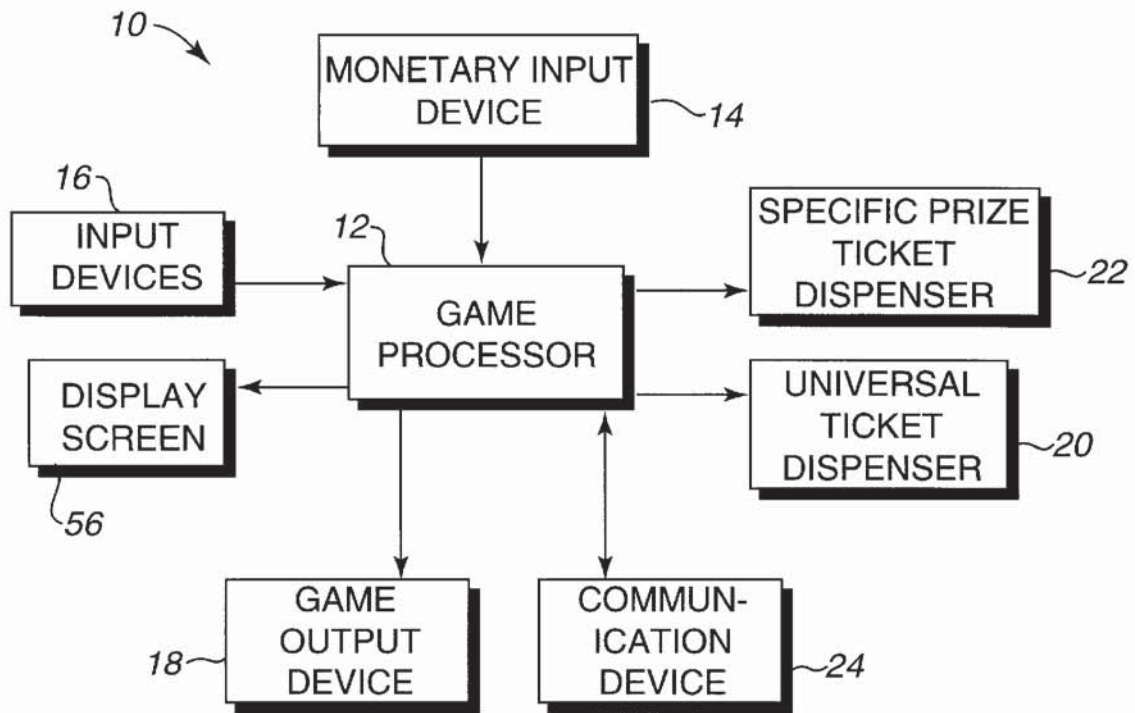 10
MONETARY INPUT
DEVICE
14
16
INPUT
DEVICES
12
GAME
PROCESSOR
SPECIFIC PRIZE
TICKET
DISPENSER
22
DISPLAY
SCREEN
56
UNIVERSAL
TICKET
DISPENSER
20
GAME
OUTPUT
DEVICE
18
COMMUN-
ICATION
DEVICE
24